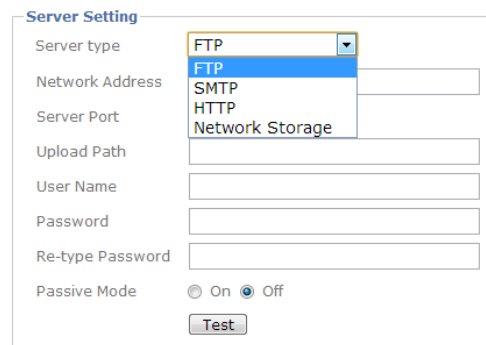 Server Setting
Server type FTP
FTP
Network Address
SMTP
HTTP
Server Port
Network Storage
Upload Path
User Name
Password
Re-type Password
Passive Mode On Off
Test